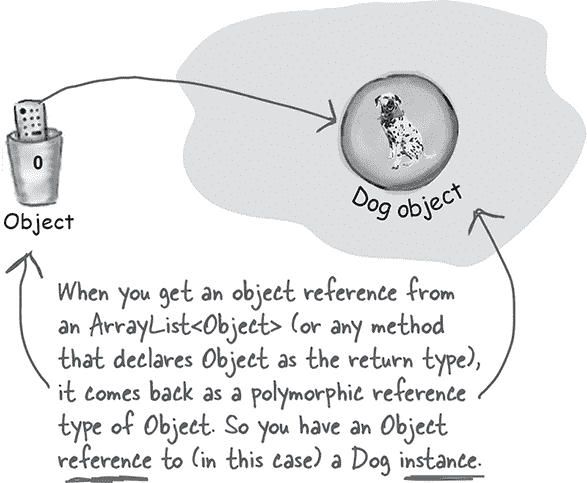 o
Object
Dog object
When you get an object reference from
an ArrayList<Object> (or any method
that declares Object as the return type),
it comes back as a polymorphic reference
type of Object. So you have an Object
reference to (in this case) a Dog instance.